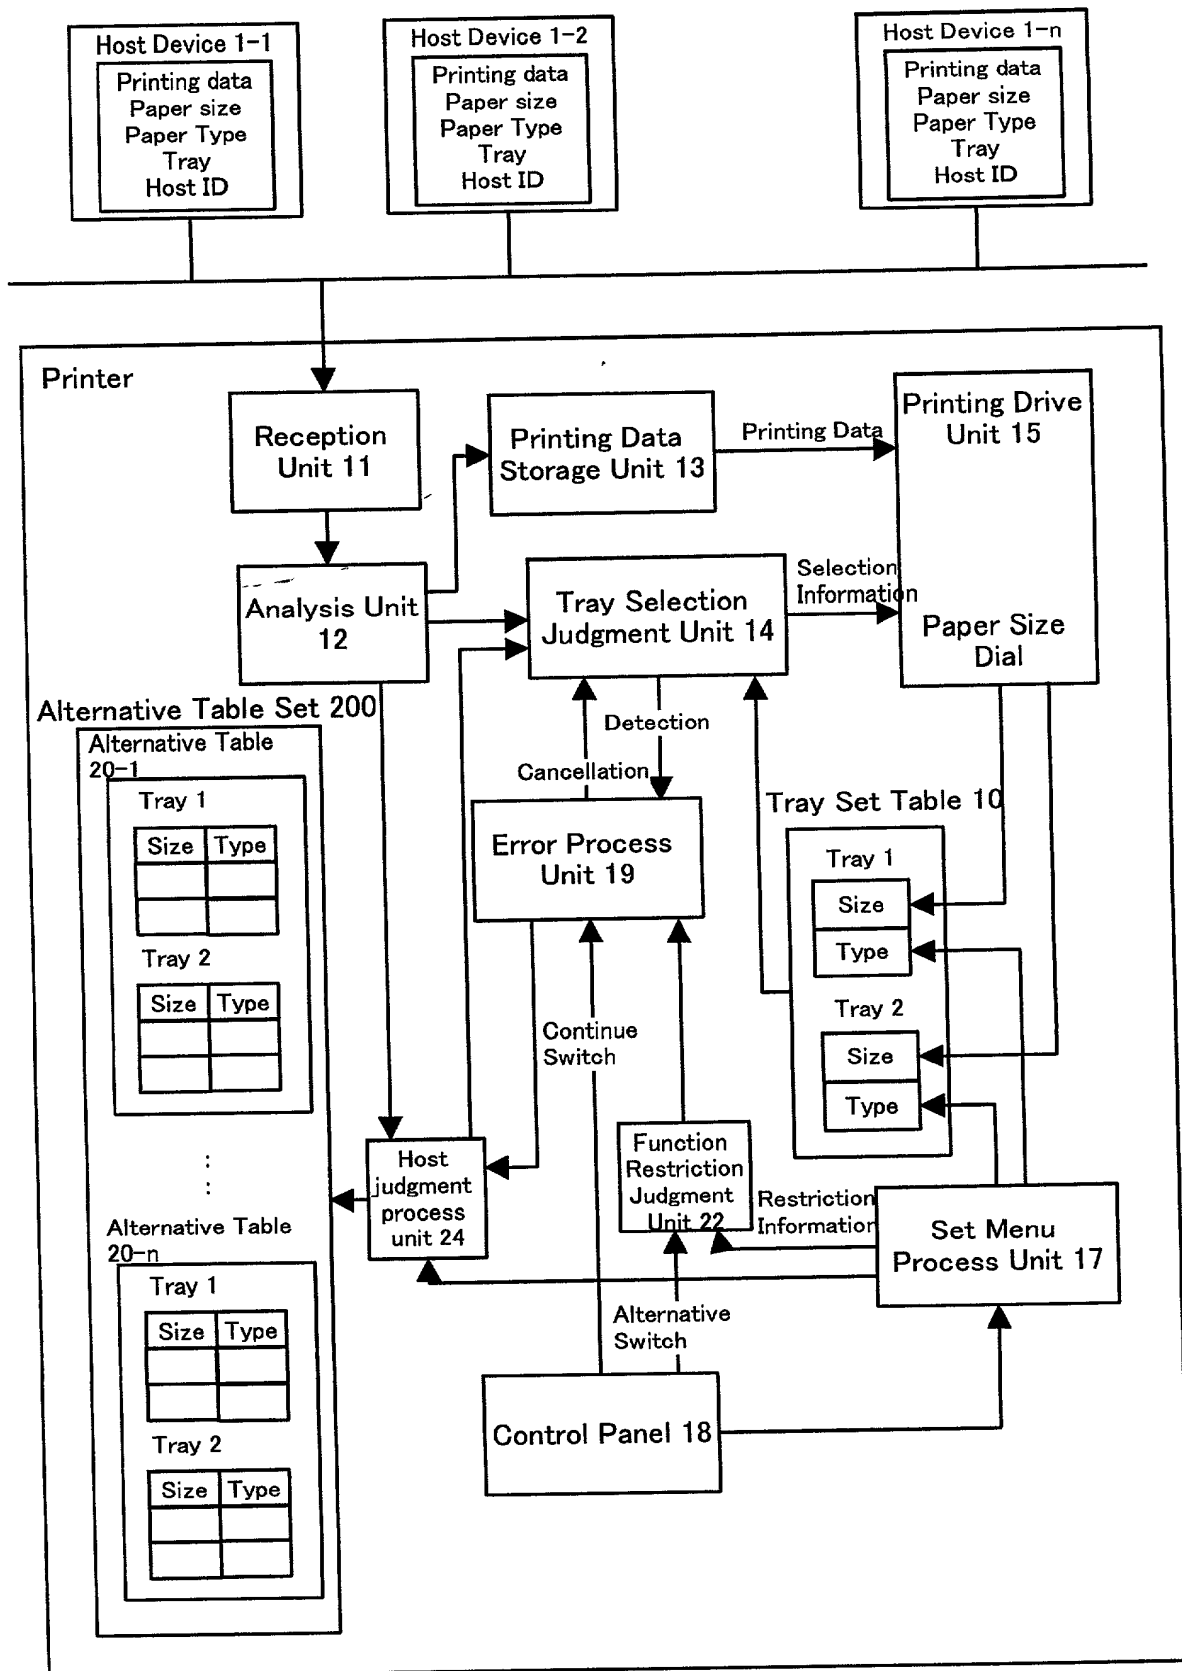 Host Device 1-1
Printing data
Paper size
Paper Type
Tray
Host ID
Host Device 1-2
Printing data
Paper size
Paper Type
Tray
Host ID
Host Device 1-n
Printing data
Paper size
Paper Type
Tray
Host ID
Printer
Reception
Unit 11
Printing Data
Storage Unit 13
Printing Data
Printing Drive
Unit 15
Paper Size
Dial
Analysis Unit
12
Tray Selection
Judgment Unit 14
Selection
Information
Alternative Table Set 200
Alternative Table
20-1
Tray 1
Size Type
Tray 2
Size Type
⋮
Alternative Table
20-n
Tray 1
Size Type
Tray 2
Size Type
Detection
Cancellation
Error Process
Unit 19
Tray Set Table 10
Tray 1
Size
Type
Tray 2
Size
Type
Continue
Switch
Host
judgment
process
unit 24
Function
Restriction
Judgment
Unit 22
Restriction
Information
Set Menu
Process Unit 17
Alternative
Switch
Control Panel 18